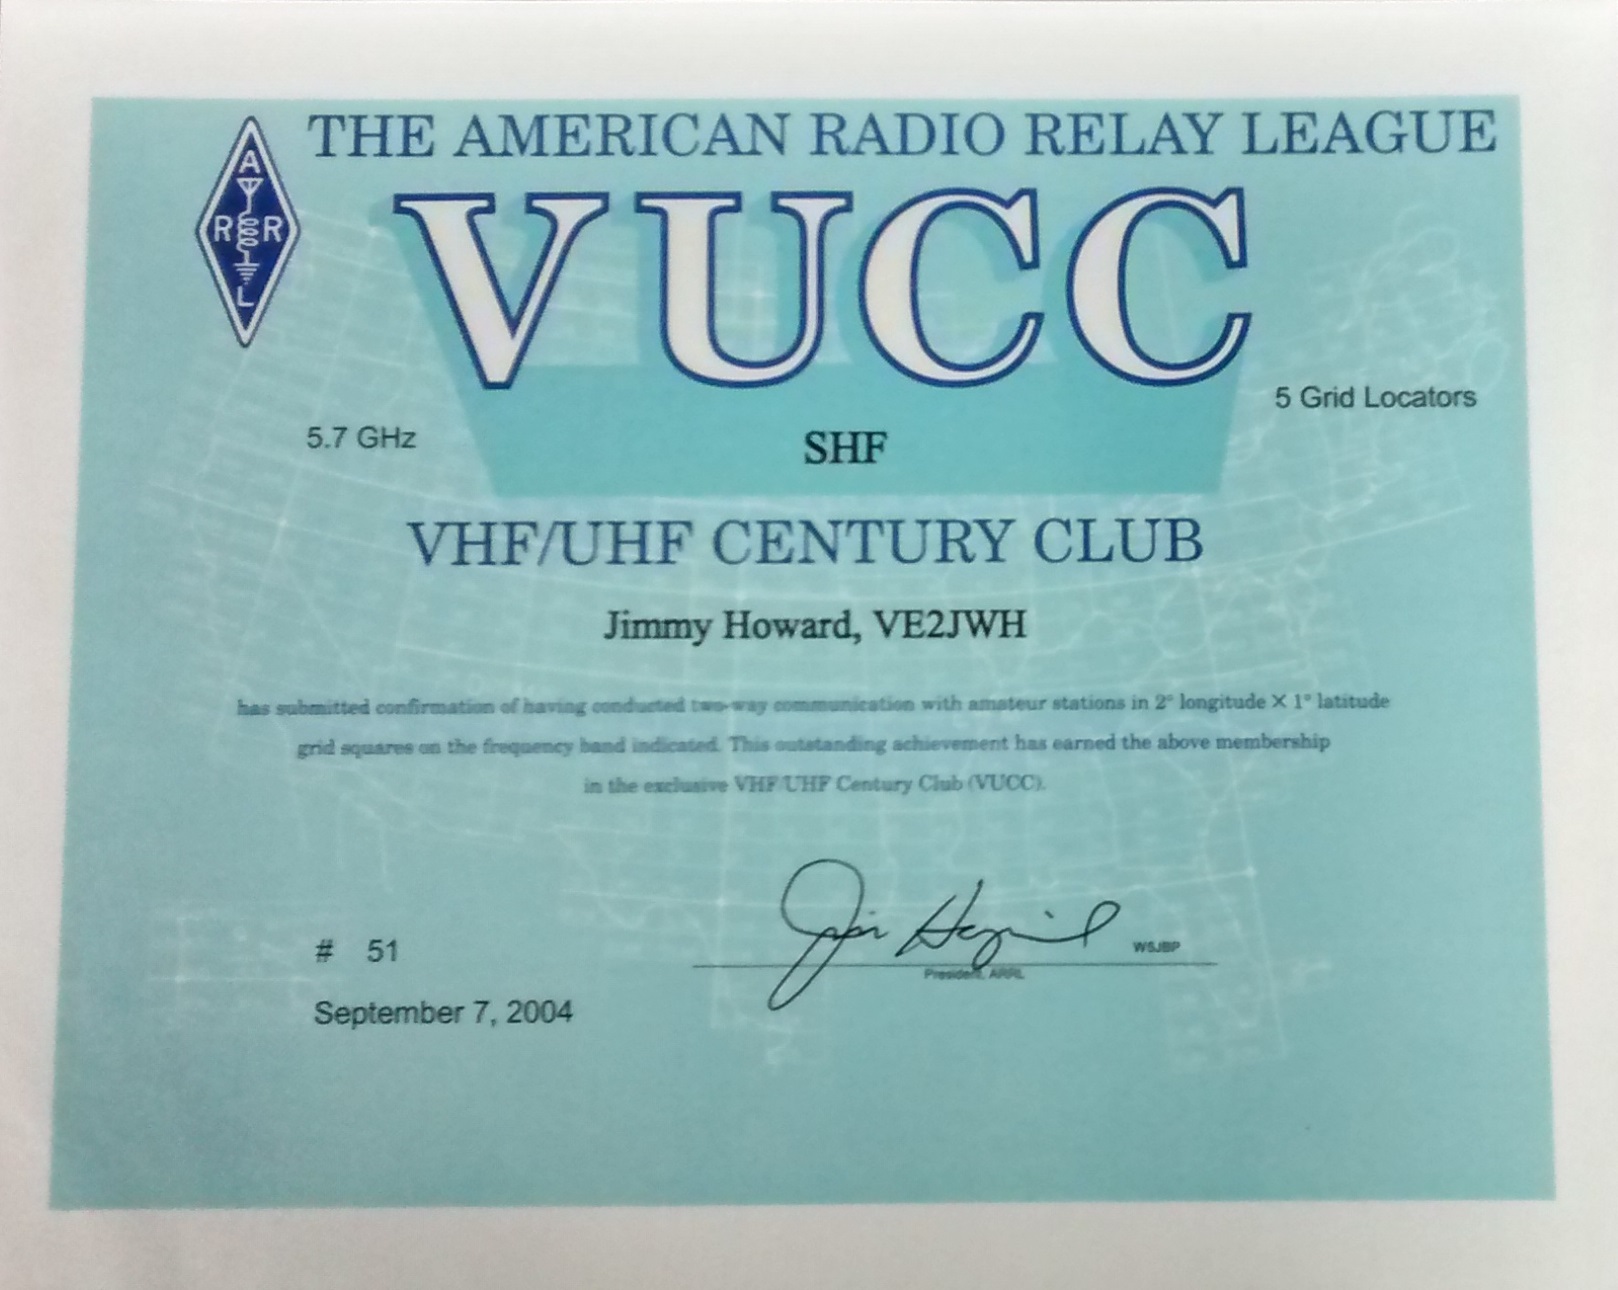 THE AMERICAN RADIO RELAY LEAGUE
A
R R
L
VUCC
5 Grid Locators
5.7 GHz
SHF
VHF/UHF CENTURY CLUB
Jimmy Howard, VE2JWH
has submitted confirmation of having conducted two-way communication with amateur stations in 2° longitude X 1° latitude
grid squares on the frequency band indicated. This outstanding achievement has earned the above membership
in the exclusive VHF/UHF Century Club (VUCC).
# 51
Jim Haynie W5JBP
President, ARRL
September 7, 2004